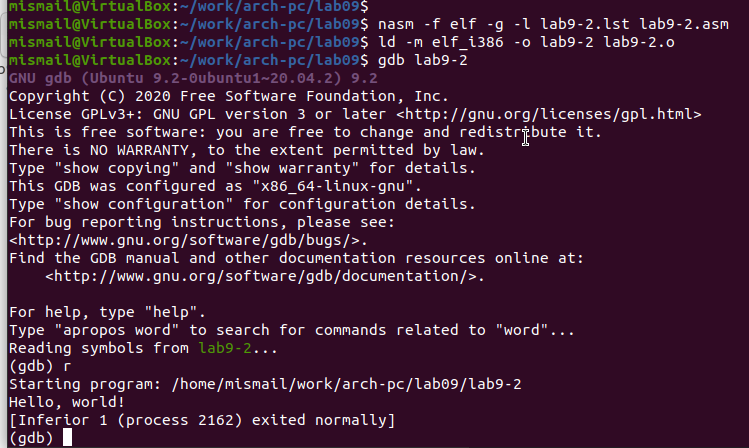 mismail@VirtualBox:~/work/arch-pc/lab09$
mismail@VirtualBox:~/work/arch-pc/lab09$ nasm -f elf -g -l lab9-2.lst lab9-2.asm
mismail@VirtualBox:~/work/arch-pc/lab09$ ld -m elf_i386 -o lab9-2 lab9-2.o
mismail@VirtualBox:~/work/arch-pc/lab09$ gdb lab9-2
GNU gdb (Ubuntu 9.2-0ubuntu1~20.04.2) 9.2
Copyright (C) 2020 Free Software Foundation, Inc.
License GPLv3+: GNU GPL version 3 or later <http://gnu.org/licenses/gpl.html>
This is free software: you are free to change and redistribute it.
There is NO WARRANTY, to the extent permitted by law.
Type "show copying" and "show warranty" for details.
This GDB was configured as "x86_64-linux-gnu".
Type "show configuration" for configuration details.
For bug reporting instructions, please see:
<http://www.gnu.org/software/gdb/bugs/>.
Find the GDB manual and other documentation resources online at:
    <http://www.gnu.org/software/gdb/documentation/>.

For help, type "help".
Type "apropos word" to search for commands related to "word"...
Reading symbols from lab9-2...
(gdb) r
Starting program: /home/mismail/work/arch-pc/lab09/lab9-2
Hello, world!
[Inferior 1 (process 2162) exited normally]
(gdb)